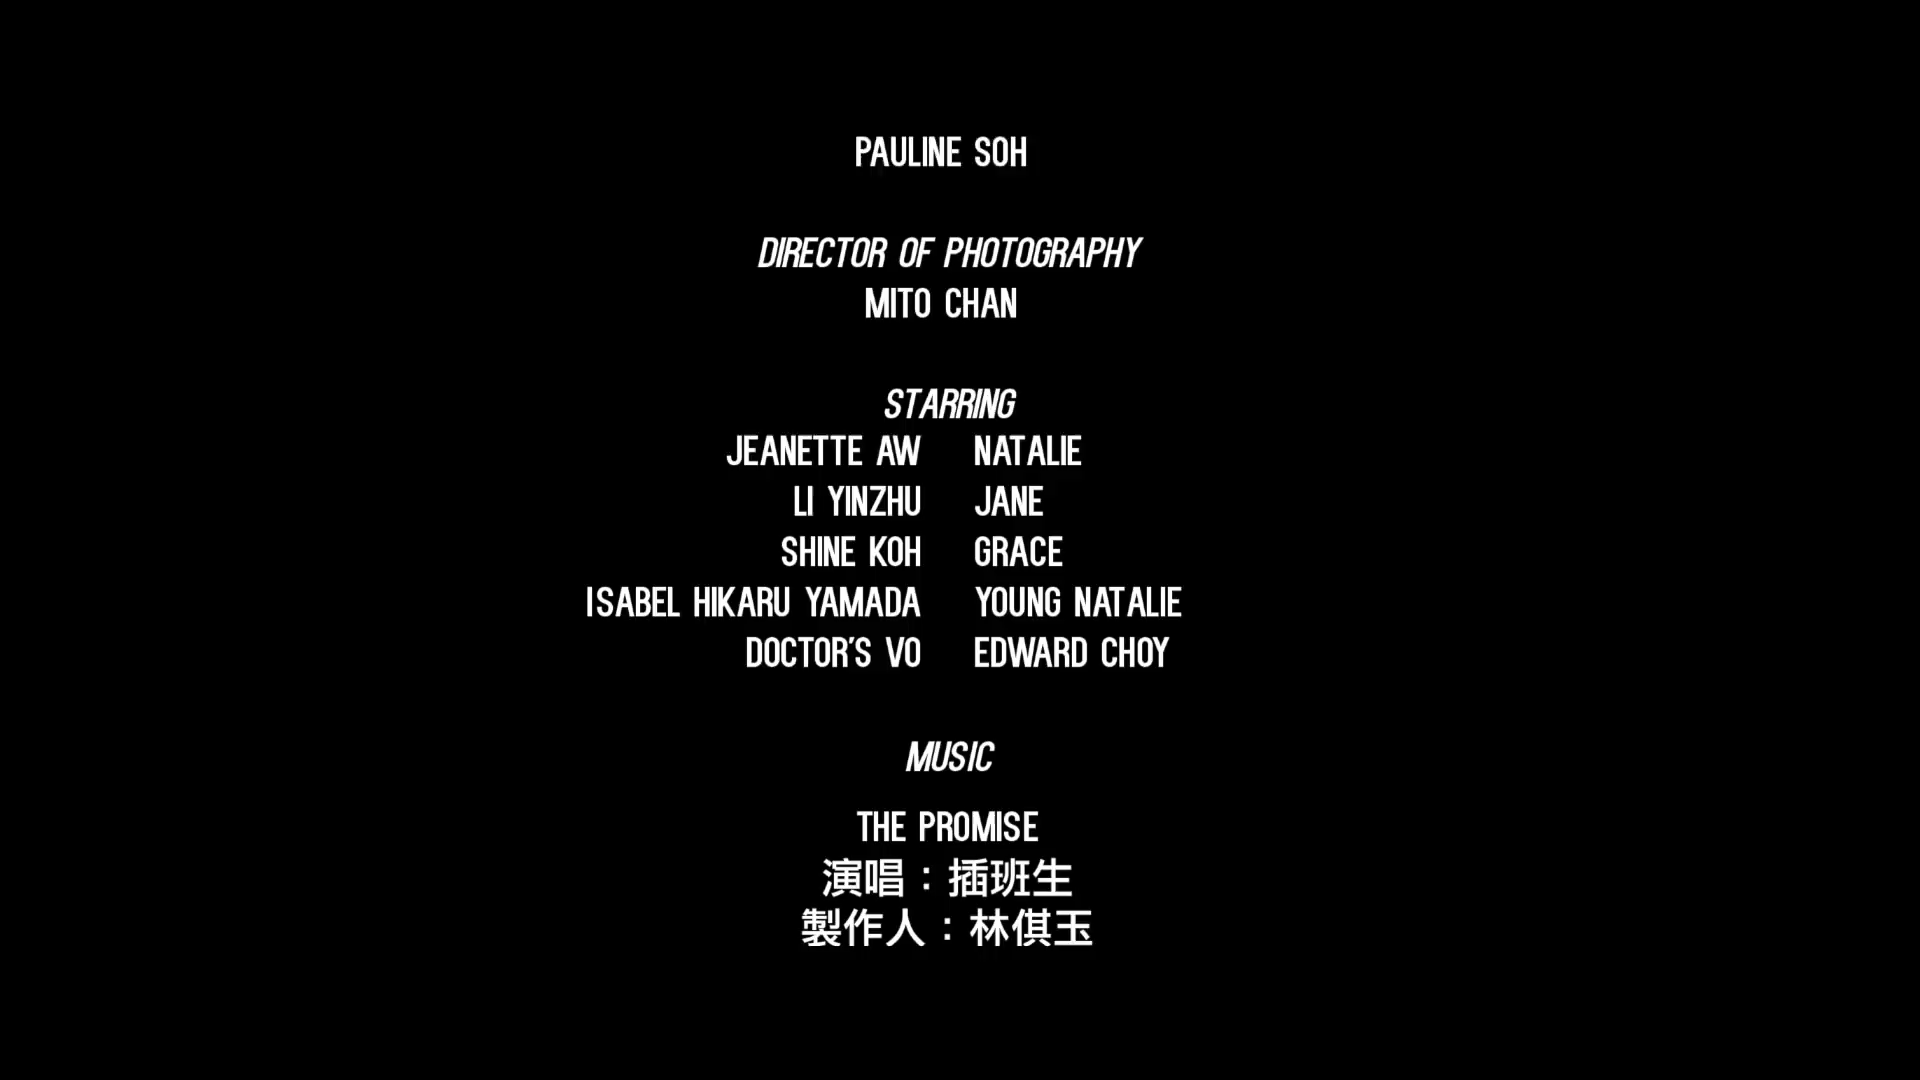 PAULINE SOH
DIRECTOR OF PHOTOGRAPHY
MITO CHAN
STARRING
JEANETTE AW NATALIE
LI YINZHU JANE
SHINE KOH GRACE
ISABEL HIKARU YAMADA YOUNG NATALIE
DOCTOR'S VO EDWARD CHOY
MUSIC
THE PROMISE
演唱：插班生
製作人：林倛玉